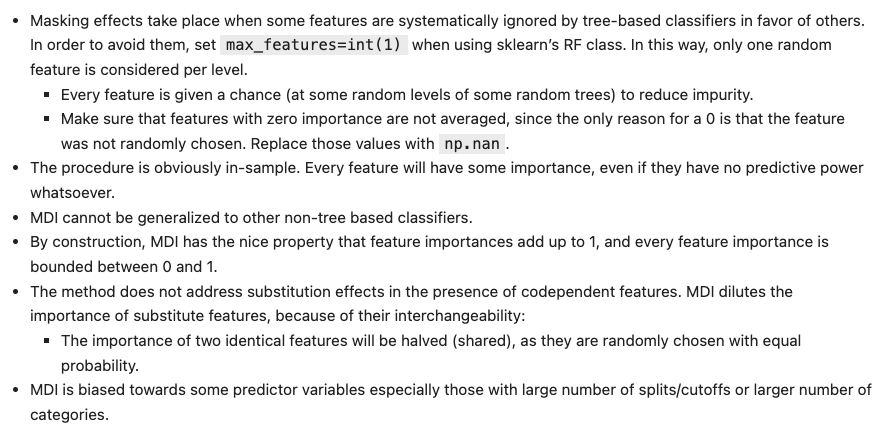 • Masking effects take place when some features are systematically ignored by tree-based classifiers in favor of others.
In order to avoid them, set max_features=int(1) when using sklearn's RF class. In this way, only one random
feature is considered per level.
▪ Every feature is given a chance (at some random levels of some random trees) to reduce impurity.
▪ Make sure that features with zero importance are not averaged, since the only reason for a 0 is that the feature
was not randomly chosen. Replace those values with np.nan .
• The procedure is obviously in-sample. Every feature will have some importance, even if they have no predictive power
whatsoever.
• MDI cannot be generalized to other non-tree based classifiers.
• By construction, MDI has the nice property that feature importances add up to 1, and every feature importance is
bounded between 0 and 1.
• The method does not address substitution effects in the presence of codependent features. MDI dilutes the
importance of substitute features, because of their interchangeability:
▪ The importance of two identical features will be halved (shared), as they are randomly chosen with equal
probability.
• MDI is biased towards some predictor variables especially those with large number of splits/cutoffs or larger number of
categories.